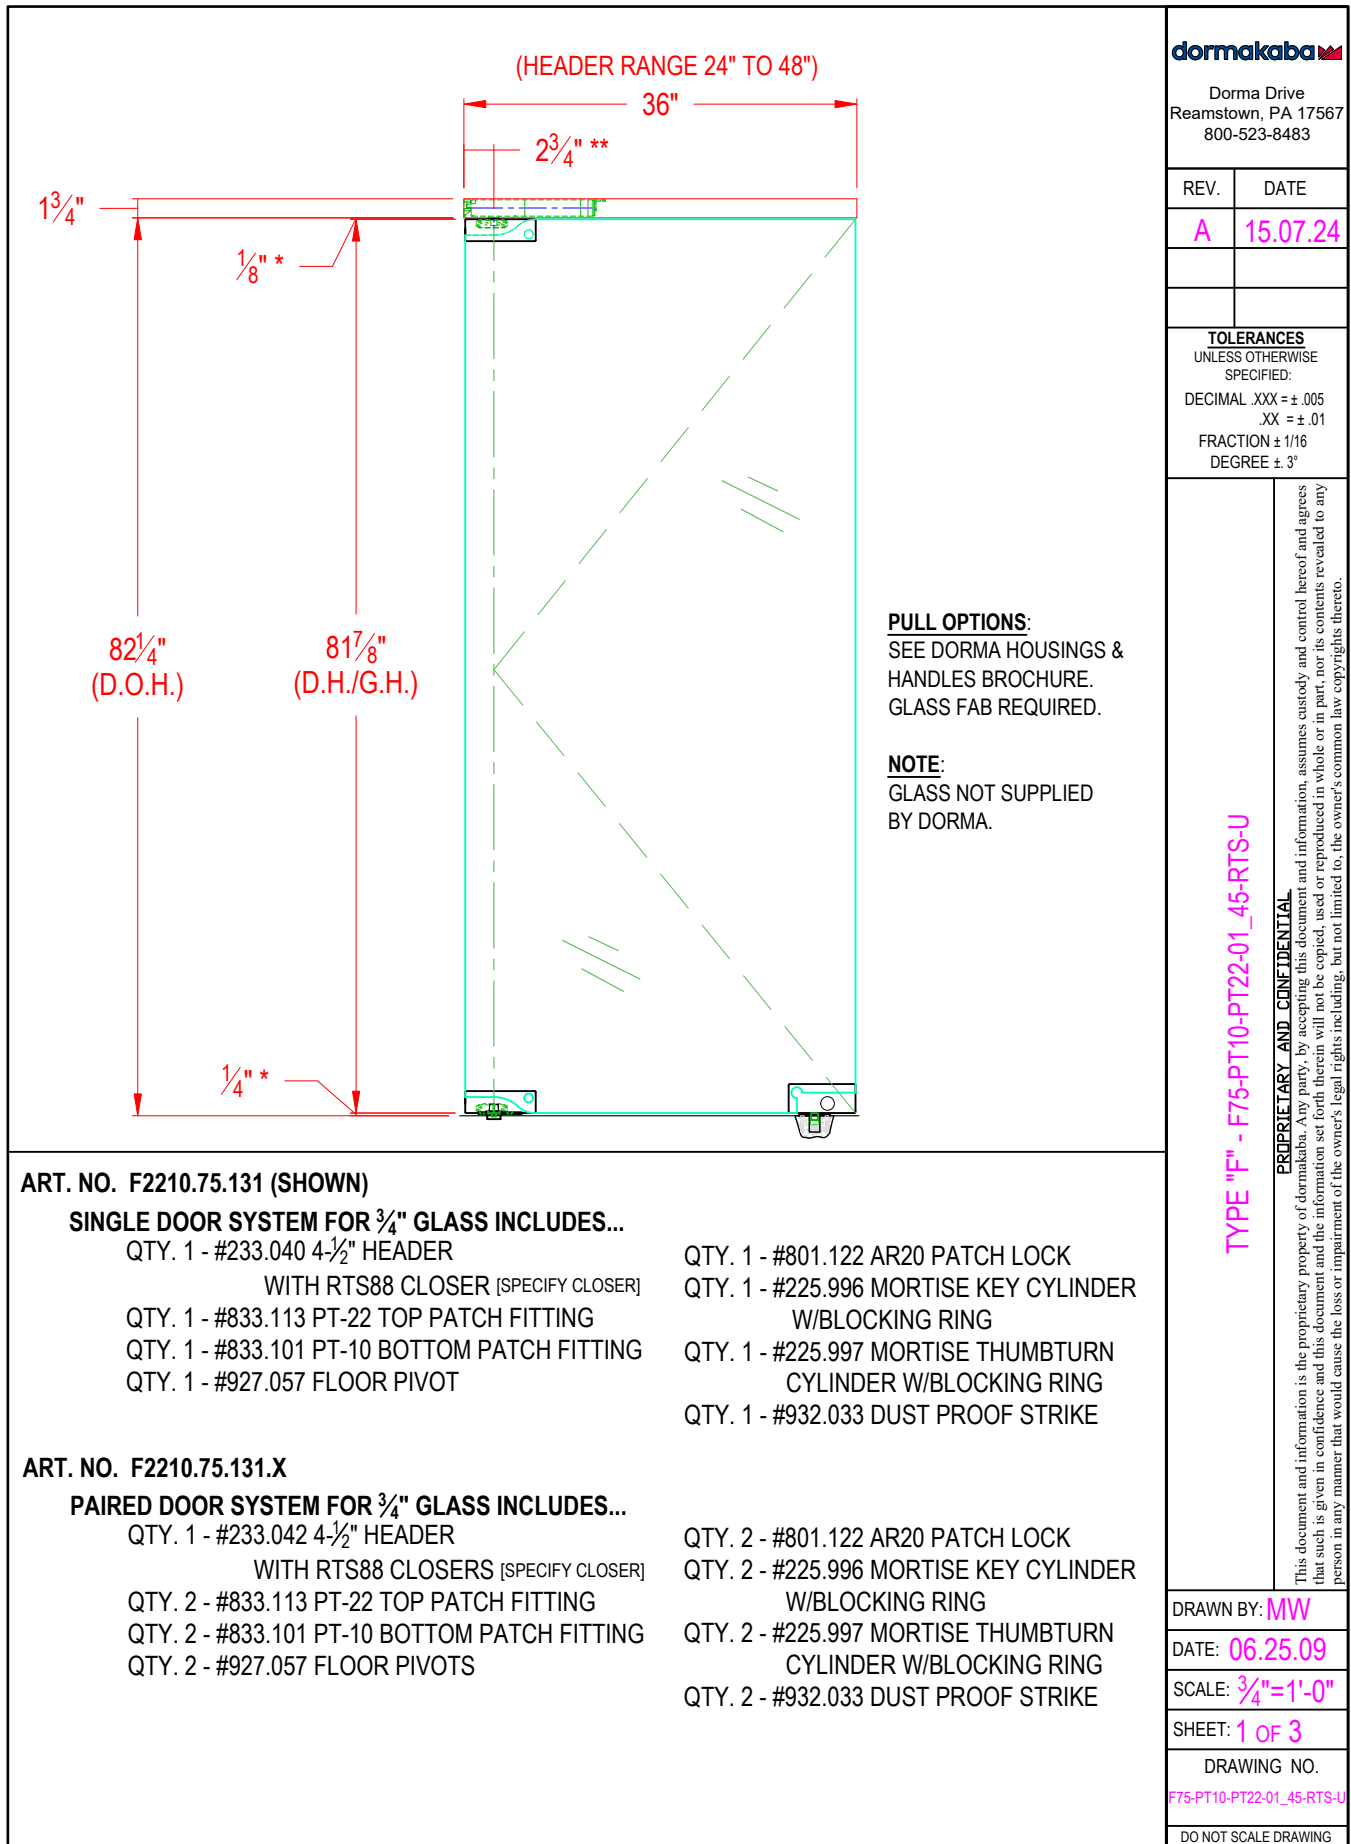 (HEADER RANGE 24" TO 48")
36"
2 3/4" **
1 3/4"
1/8" *
82 1/4"
(D.O.H.)
81 7/8"
(D.H./G.H.)
1/4" *
PULL OPTIONS:
SEE DORMA HOUSINGS &
HANDLES BROCHURE.
GLASS FAB REQUIRED.
NOTE:
GLASS NOT SUPPLIED
BY DORMA.
ART. NO. F2210.75.131 (SHOWN)
SINGLE DOOR SYSTEM FOR 3/4" GLASS INCLUDES...
QTY. 1 - #233.040 4-1/2" HEADER
WITH RTS88 CLOSER [SPECIFY CLOSER]
QTY. 1 - #833.113 PT-22 TOP PATCH FITTING
QTY. 1 - #833.101 PT-10 BOTTOM PATCH FITTING
QTY. 1 - #927.057 FLOOR PIVOT
QTY. 1 - #801.122 AR20 PATCH LOCK
QTY. 1 - #225.996 MORTISE KEY CYLINDER
W/BLOCKING RING
QTY. 1 - #225.997 MORTISE THUMBTURN
CYLINDER W/BLOCKING RING
QTY. 1 - #932.033 DUST PROOF STRIKE
ART. NO. F2210.75.131.X
PAIRED DOOR SYSTEM FOR 3/4" GLASS INCLUDES...
QTY. 1 - #233.042 4-1/2" HEADER
WITH RTS88 CLOSERS [SPECIFY CLOSER]
QTY. 2 - #833.113 PT-22 TOP PATCH FITTING
QTY. 2 - #833.101 PT-10 BOTTOM PATCH FITTING
QTY. 2 - #927.057 FLOOR PIVOTS
QTY. 2 - #801.122 AR20 PATCH LOCK
QTY. 2 - #225.996 MORTISE KEY CYLINDER
W/BLOCKING RING
QTY. 2 - #225.997 MORTISE THUMBTURN
CYLINDER W/BLOCKING RING
QTY. 2 - #932.033 DUST PROOF STRIKE
dormakaba
Dorma Drive
Reamstown, PA 17567
800-523-8483
REV. DATE
A 15.07.24
TOLERANCES
UNLESS OTHERWISE
SPECIFIED:
DECIMAL .XXX = ± .005
.XX = ± .01
FRACTION ± 1/16
DEGREE ±. 3°
TYPE "F" - F75-PT10-PT22-01_45-RTS-U
PROPRIETARY AND CONFIDENTIAL
This document and information is the proprietary property of dormakaba. Any party, by accepting this document and information, assumes custody and control hereof and agrees
that such is given in confidence and this document and the information set forth therein will not be copied, used or reproduced in whole or in part, nor its contents revealed to any
person in any manner that would cause the loss or impairment of the owner's legal rights including, but not limited to, the owner's common law copyrights thereto.
DRAWN BY: MW
DATE: 06.25.09
SCALE: 3/4"=1'-0"
SHEET: 1 OF 3
DRAWING NO.
F75-PT10-PT22-01_45-RTS-U
DO NOT SCALE DRAWING